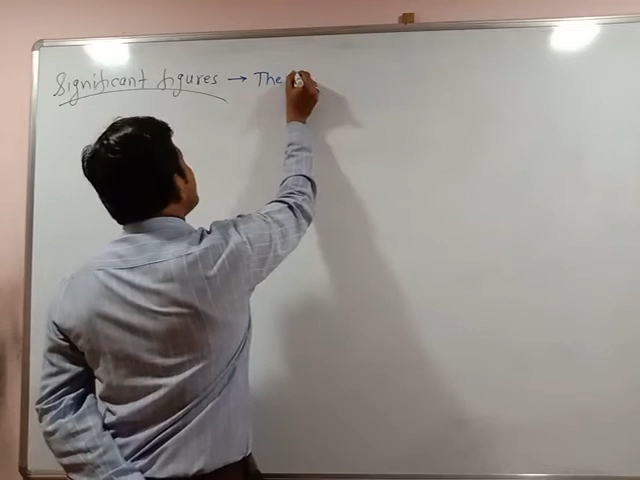 Significant figures → The